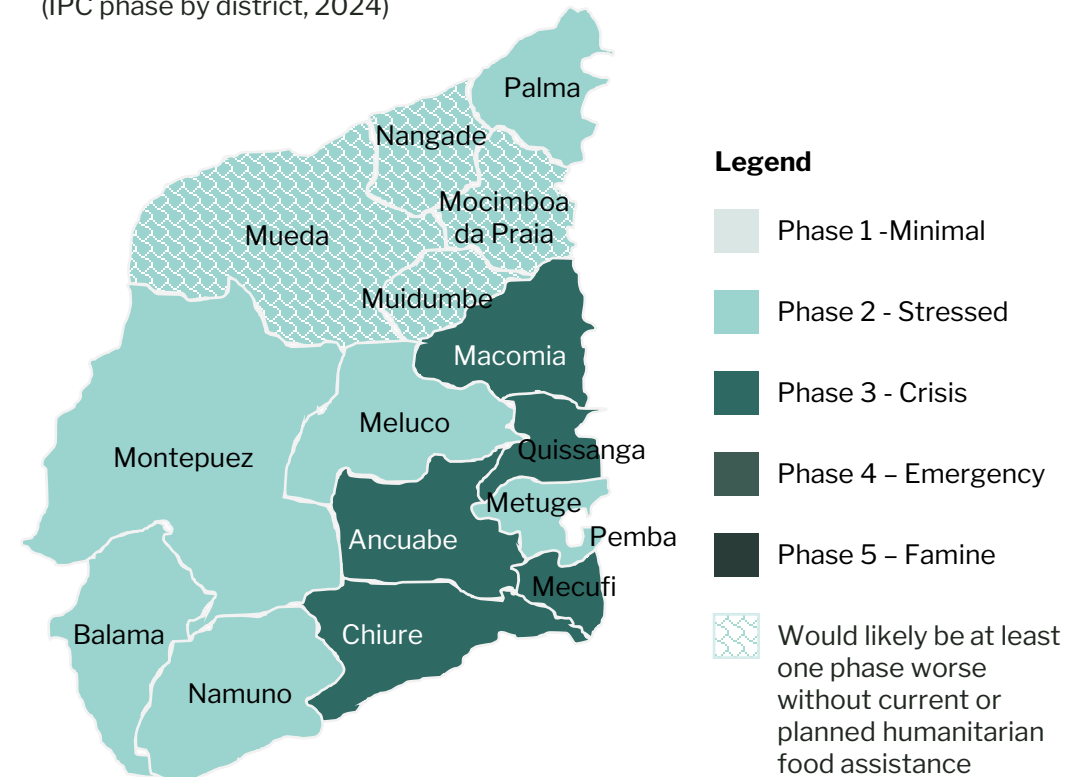 (IPC phase by district, 2024)
Palma
Nangade
Mocimboa
da Praia
Mueda
Muidumbe
Macomia
Meluco
Quissanga
Montepuez
Metuge
Pemba
Ancuabe
Mecufi
Chiure
Balama
Namuno
Legend
Phase 1 -Minimal
Phase 2 - Stressed
Phase 3 - Crisis
Phase 4 – Emergency
Phase 5 – Famine
Would likely be at least
one phase worse
without current or
planned humanitarian
food assistance